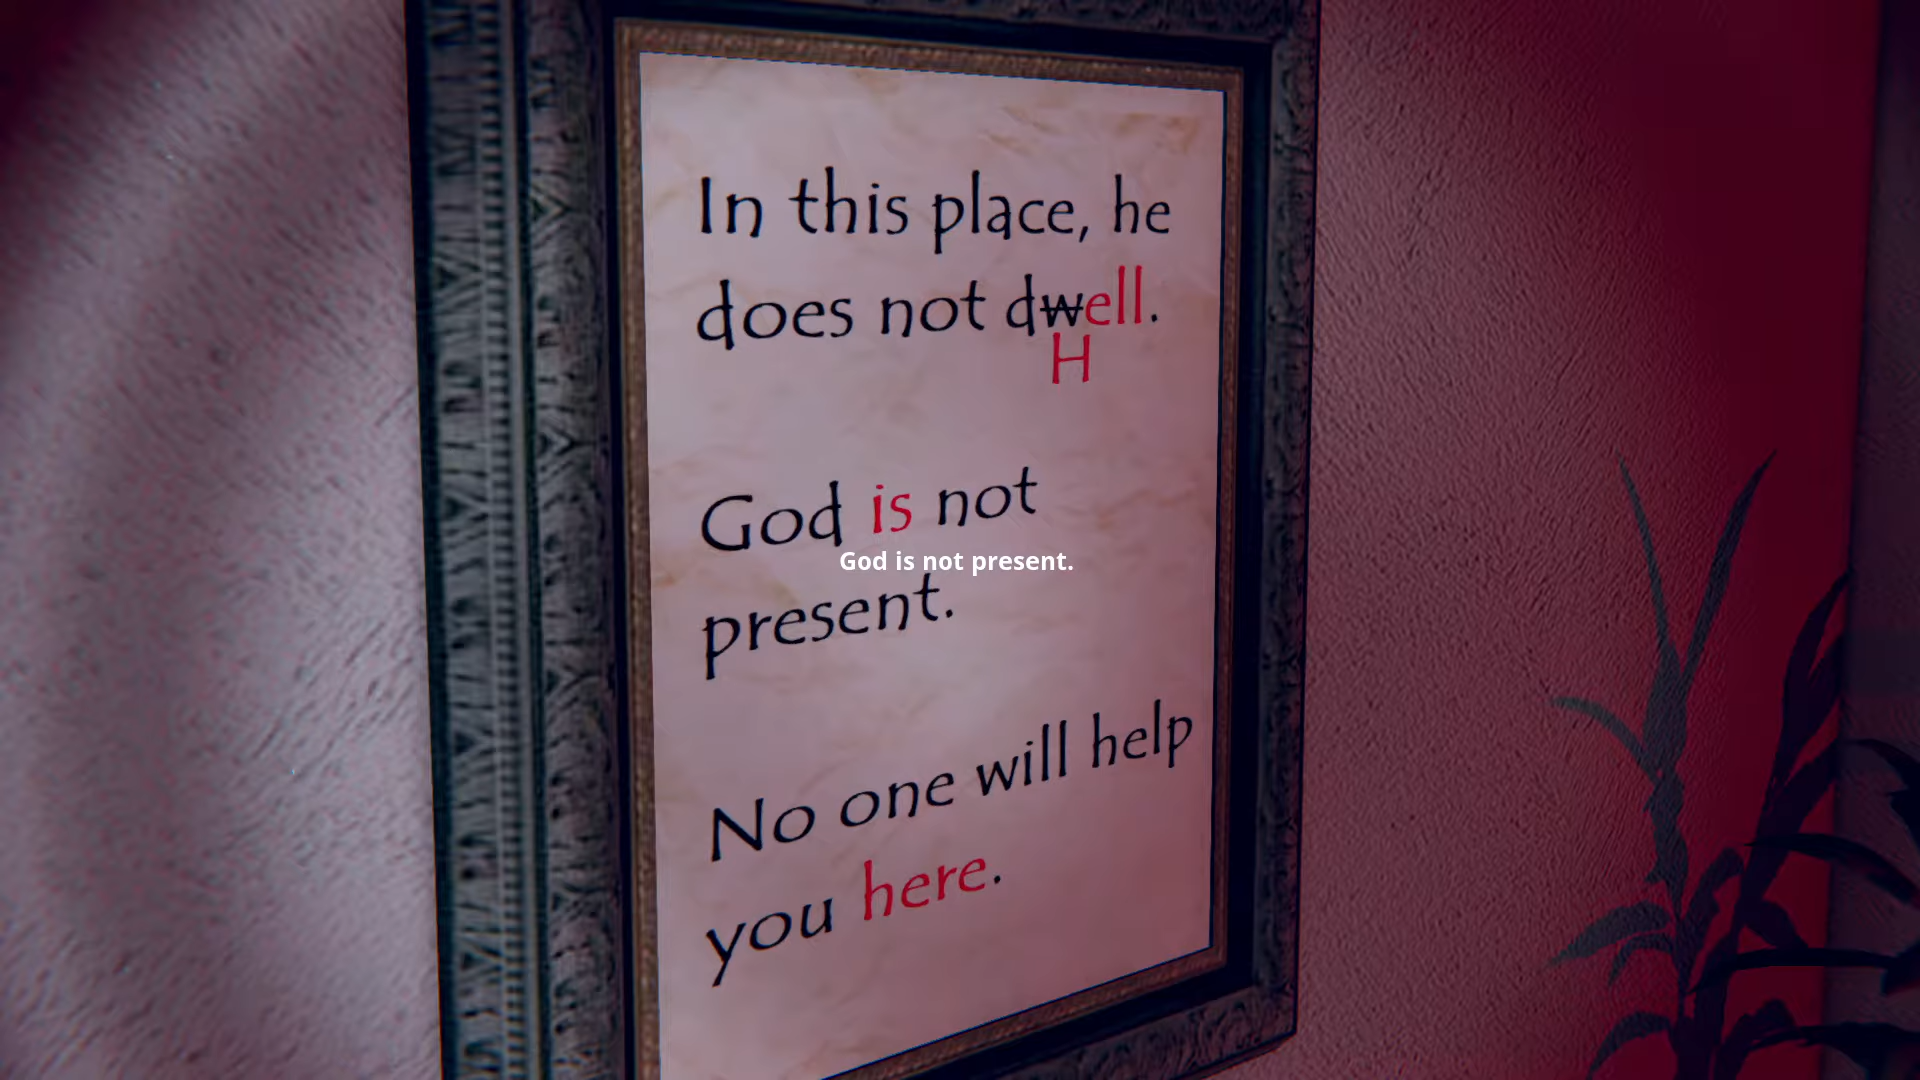 In this place, he
does not dwell.
H
God is not
God is not present.
present.
No one will help
you here.